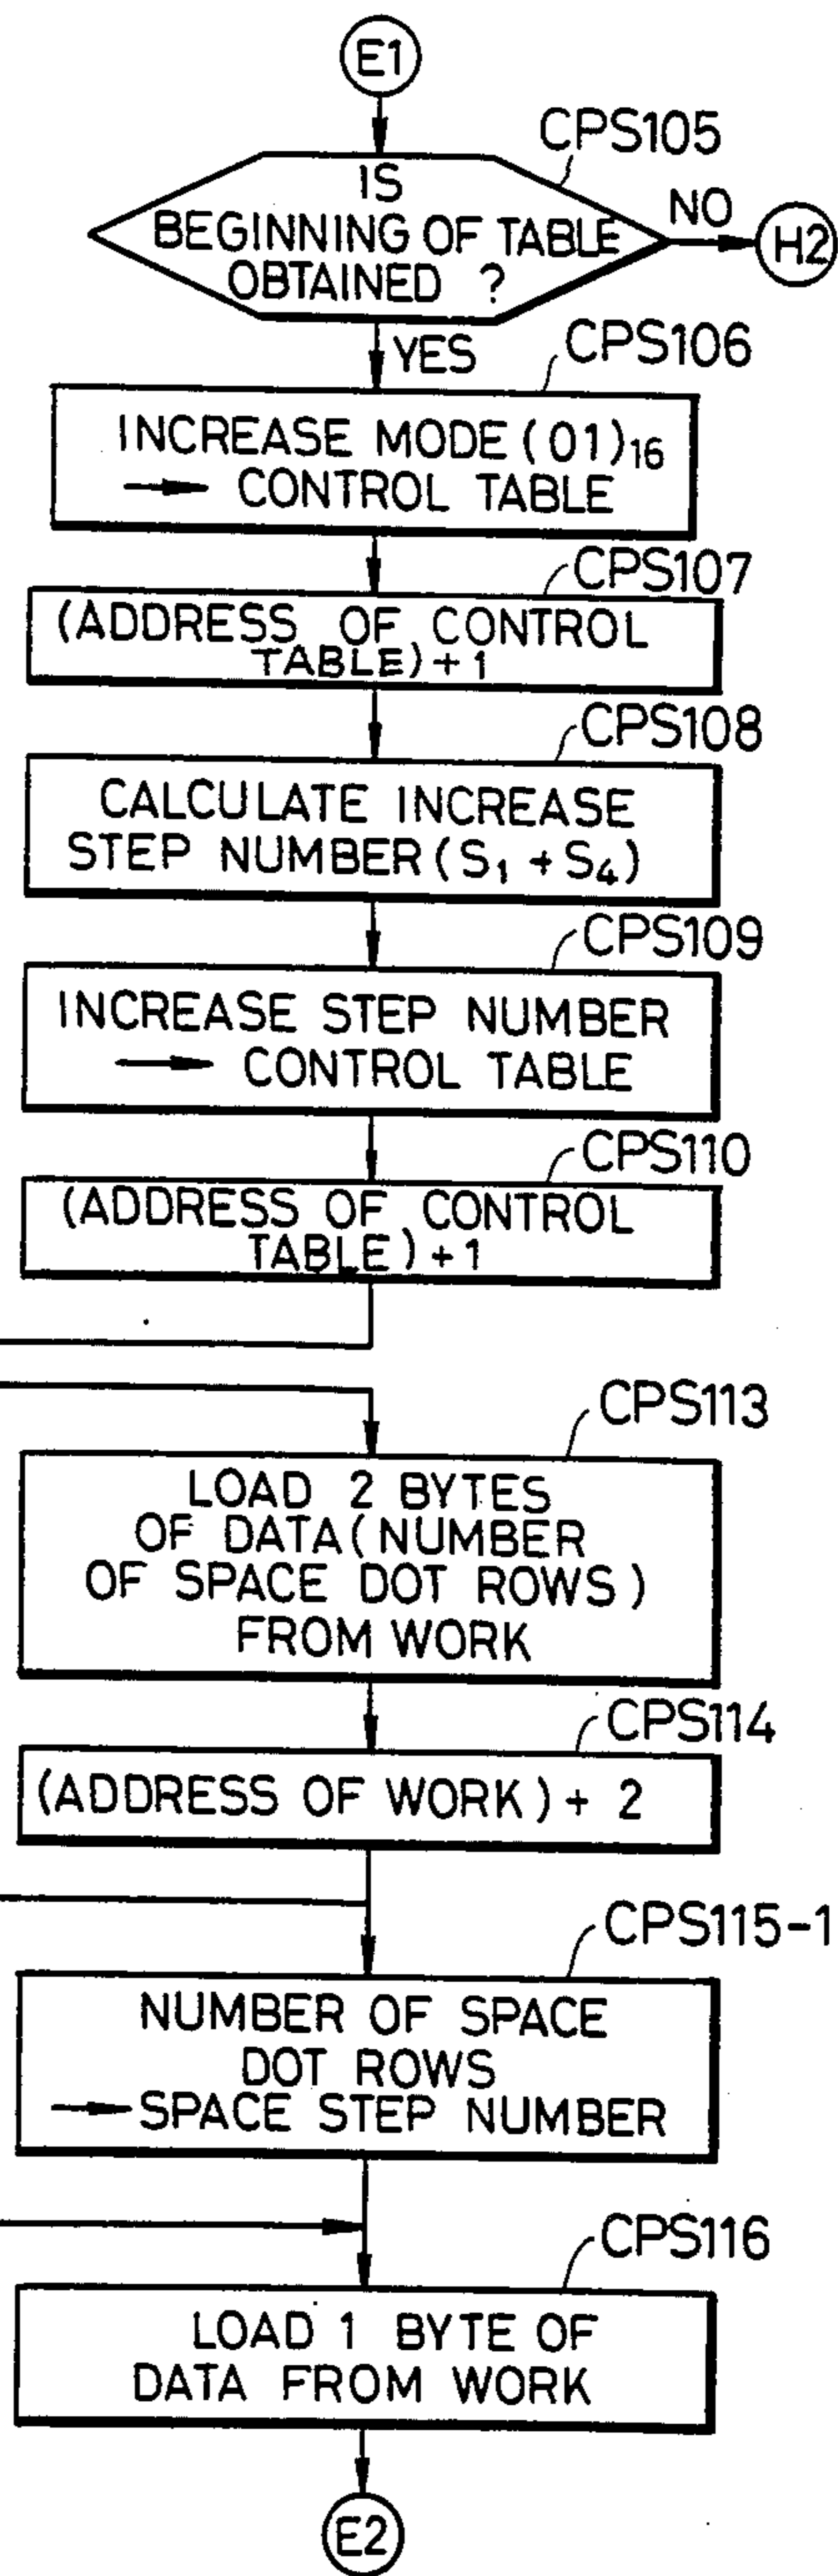 E1
CPS105
IS
BEGINNING OF TABLE
OBTAINED ?
NO
H2
YES
CPS106
INCREASE MODE (01)₁₆
→ CONTROL TABLE
CPS107
(ADDRESS OF CONTROL
TABLE) + 1
CPS108
CALCULATE INCREASE
STEP NUMBER (S₁ + S₄)
CPS109
INCREASE STEP NUMBER
→ CONTROL TABLE
CPS110
(ADDRESS OF CONTROL
TABLE) + 1
CPS113
LOAD 2 BYTES
OF DATA (NUMBER
OF SPACE DOT ROWS)
FROM WORK
CPS114
(ADDRESS OF WORK) + 2
CPS115-1
NUMBER OF SPACE
DOT ROWS
→ SPACE STEP NUMBER
CPS116
LOAD 1 BYTE OF
DATA FROM WORK
E2